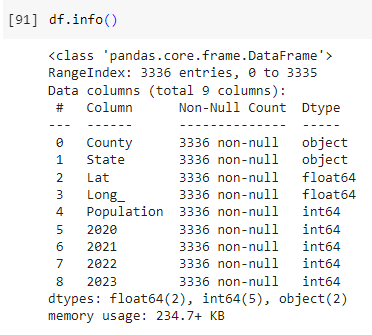 [91] df.info()
<class 'pandas.core.frame.DataFrame'>
RangeIndex: 3336 entries, 0 to 3335
Data columns (total 9 columns):
 #   Column      Non-Null Count  Dtype
---  ------      --------------  -----
 0   County      3336 non-null   object
 1   State       3336 non-null   object
 2   Lat         3336 non-null   float64
 3   Long_       3336 non-null   float64
 4   Population  3336 non-null   int64
 5   2020        3336 non-null   int64
 6   2021        3336 non-null   int64
 7   2022        3336 non-null   int64
 8   2023        3336 non-null   int64
dtypes: float64(2), int64(5), object(2)
memory usage: 234.7+ KB